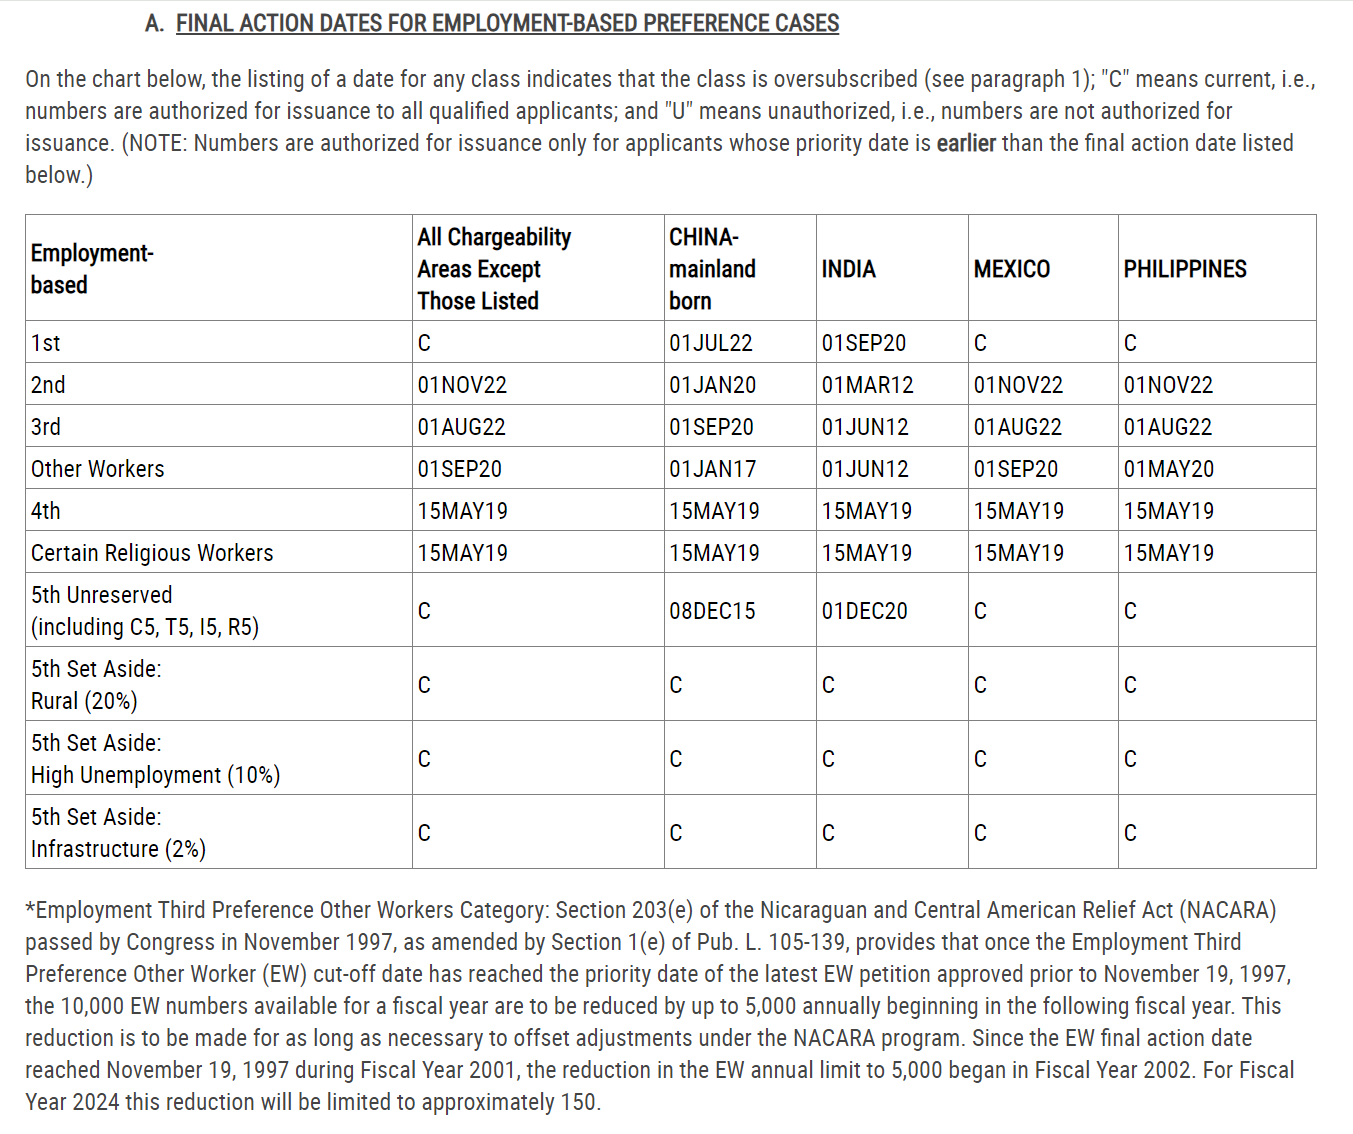 A. FINAL ACTION DATES FOR EMPLOYMENT-BASED PREFERENCE CASES
On the chart below, the listing of a date for any class indicates that the class is oversubscribed (see paragraph 1); "C" means current, i.e.,
numbers are authorized for issuance to all qualified applicants; and "U" means unauthorized, i.e., numbers are not authorized for
issuance. (NOTE: Numbers are authorized for issuance only for applicants whose priority date is earlier than the final action date listed
below.)
Employment-
based
All Chargeability
Areas Except
Those Listed
CHINA-
mainland
born
INDIA
MEXICO
PHILIPPINES
1st C 01JUL22 01SEP20 C C
2nd 01NOV22 01JAN20 01MAR12 01NOV22 01NOV22
3rd 01AUG22 01SEP20 01JUN12 01AUG22 01AUG22
Other Workers 01SEP20 01JAN17 01JUN12 01SEP20 01MAY20
4th 15MAY19 15MAY19 15MAY19 15MAY19 15MAY19
Certain Religious Workers 15MAY19 15MAY19 15MAY19 15MAY19 15MAY19
5th Unreserved
(including C5, T5, I5, R5)
C 08DEC15 01DEC20 C C
5th Set Aside:
Rural (20%)
C C C C C
5th Set Aside:
High Unemployment (10%)
C C C C C
5th Set Aside:
Infrastructure (2%)
C C C C C
*Employment Third Preference Other Workers Category: Section 203(e) of the Nicaraguan and Central American Relief Act (NACARA)
passed by Congress in November 1997, as amended by Section 1(e) of Pub. L. 105-139, provides that once the Employment Third
Preference Other Worker (EW) cut-off date has reached the priority date of the latest EW petition approved prior to November 19, 1997,
the 10,000 EW numbers available for a fiscal year are to be reduced by up to 5,000 annually beginning in the following fiscal year. This
reduction is to be made for as long as necessary to offset adjustments under the NACARA program. Since the EW final action date
reached November 19, 1997 during Fiscal Year 2001, the reduction in the EW annual limit to 5,000 began in Fiscal Year 2002. For Fiscal
Year 2024 this reduction will be limited to approximately 150.